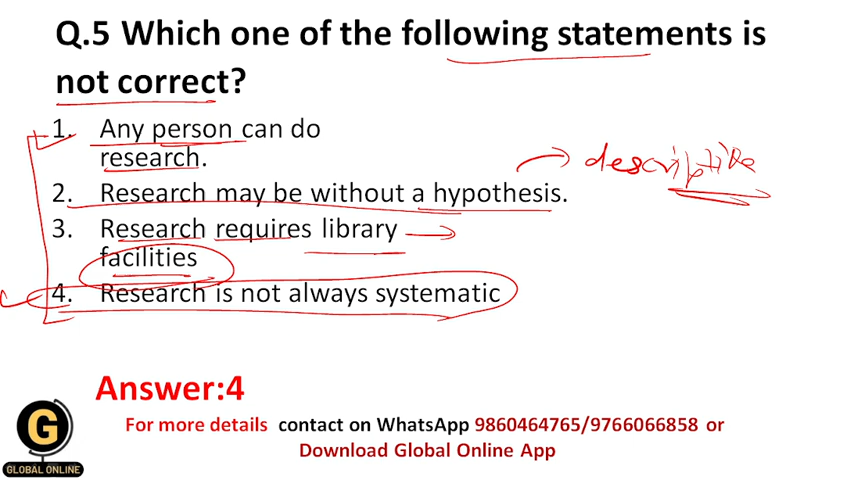 Q.5 Which one of the following statements is
not correct?
1. Any person can do
research.
descriptive
2. Research may be without a hypothesis.
3. Research requires library
facilities
4. Research is not always systematic
Answer:4
For more details contact on WhatsApp 9860464765/9766066858 or
Download Global Online App
G
GLOBAL ONLINE